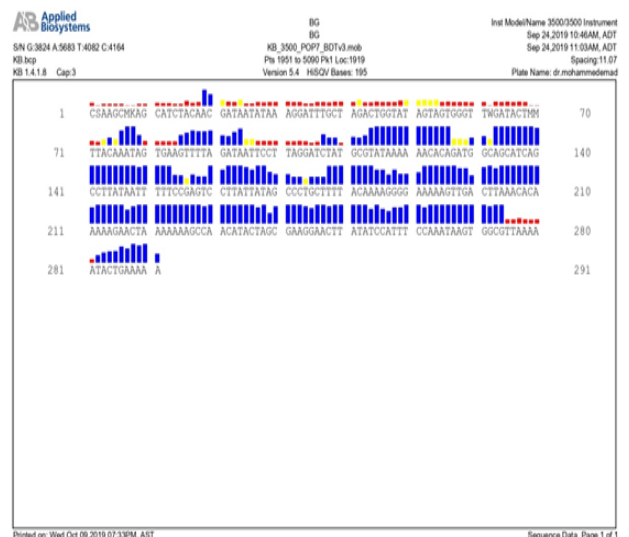 AB Applied Biosystems
BG
Inst Model/Name 3500/3500 Instrument
BG
Sep 24,2019 10:46AM, ADT
S/N G:3824 A:5683 T:4082 C:4164
KB_3500_POP7_BDTv3.mob
Sep 24,2019 11:03AM, ADT
KB.bcp
Pts 1951 to 5090 Pk1 Loc:1919
Spacing:11.07
KB 1.4.1.8 Cap:3
Version 5.4 HiSQV Bases: 195
Plate Name: dr.mohammedemad
1 CSAAGCMKAG CATCTACAAC GATAATATAA AGGATTTGCT AGACTGGTAT AGTAGTGGGT TWGATACTMM 70
71 TTACAAATAG TGAAGTTTTA GATAATTCCT TAGGATCTAT GCGTATAAAA AACACAGATG GCAGCATCAG 140
141 CCTTATAATT TTTCCGAGTC CTTATTATAG CCCTGCTTTT ACAAAAGGGG AAAAAGTTGA CTTAAACACA 210
211 AAAAGAACTA AAAAAAGCCA ACATACTAGC GAAGGAACTT ATATCCATTT CCAAATAAGT GGCGTTAAAA 280
281 ATACTGAAAA A 291
Printed on: Wed Oct 09,2019 07:33PM, AST
Sequence Data Page 1 of 1